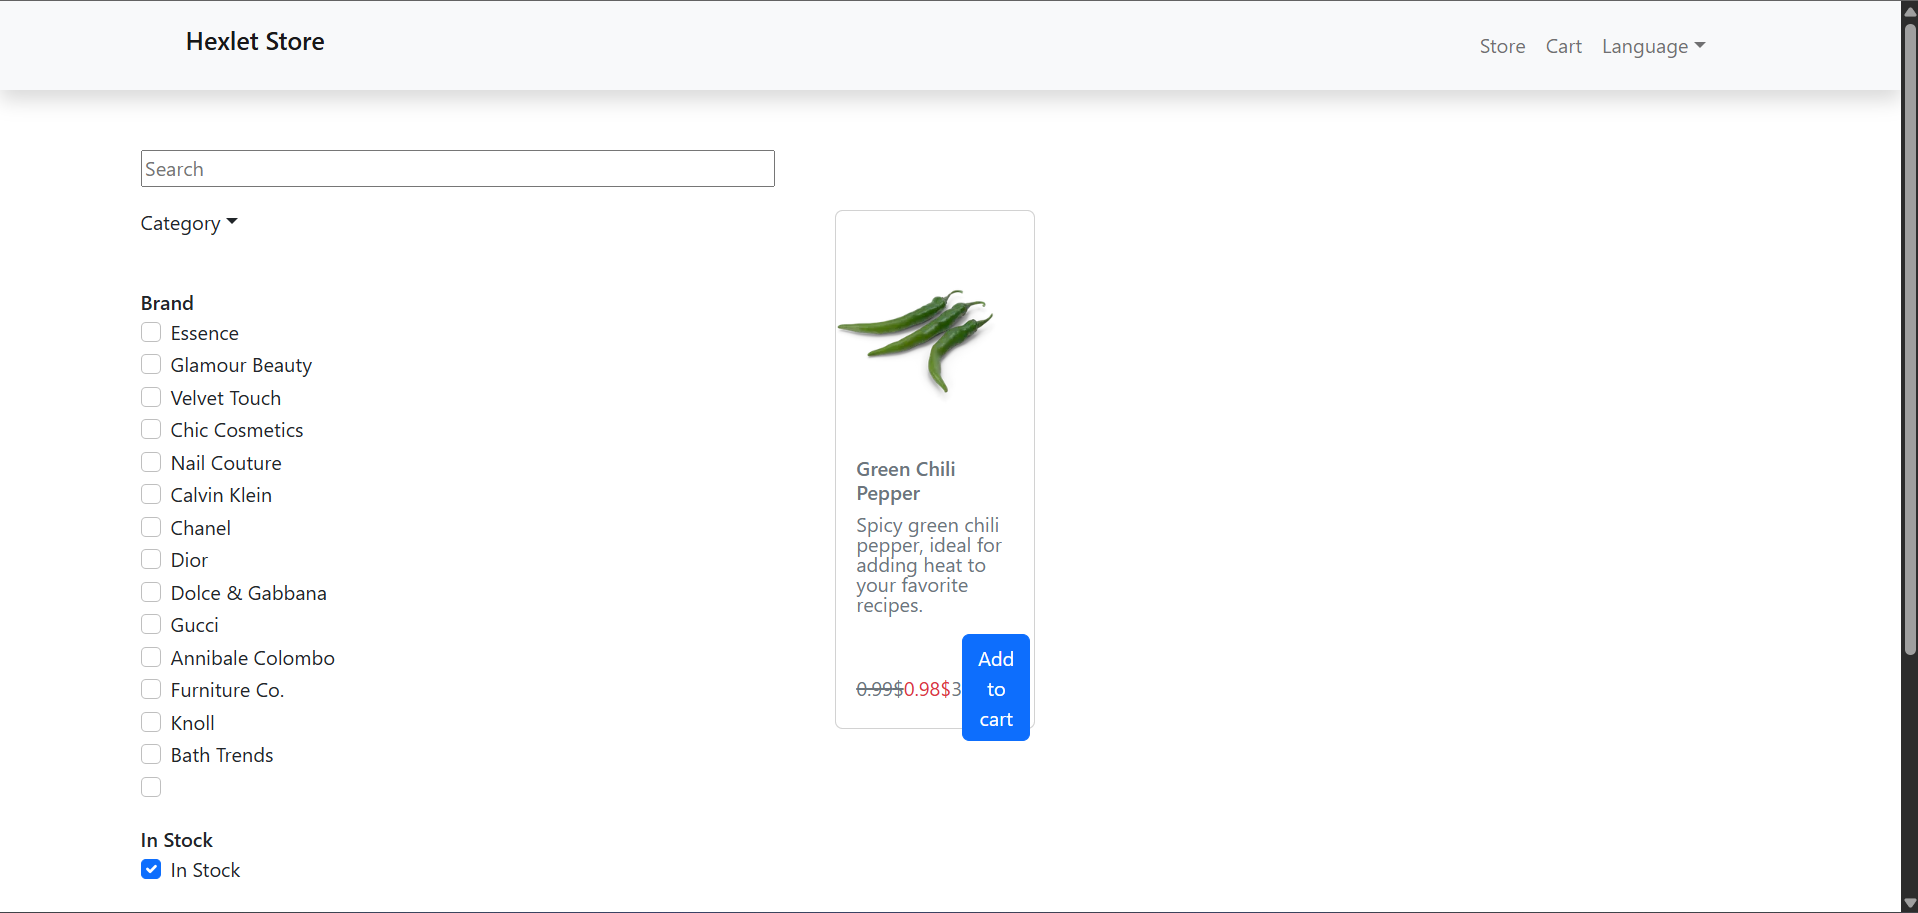 Hexlet Store
Store Cart Language
Search
Category
Brand
Essence
Glamour Beauty
Velvet Touch
Chic Cosmetics
Nail Couture
Calvin Klein
Chanel
Dior
Dolce & Gabbana
Gucci
Annibale Colombo
Furniture Co.
Knoll
Bath Trends
In Stock
In Stock
Green Chili
Pepper
Spicy green chili
pepper, ideal for
adding heat to
your favorite
recipes.
0.99$0.98$3
Add
to
cart